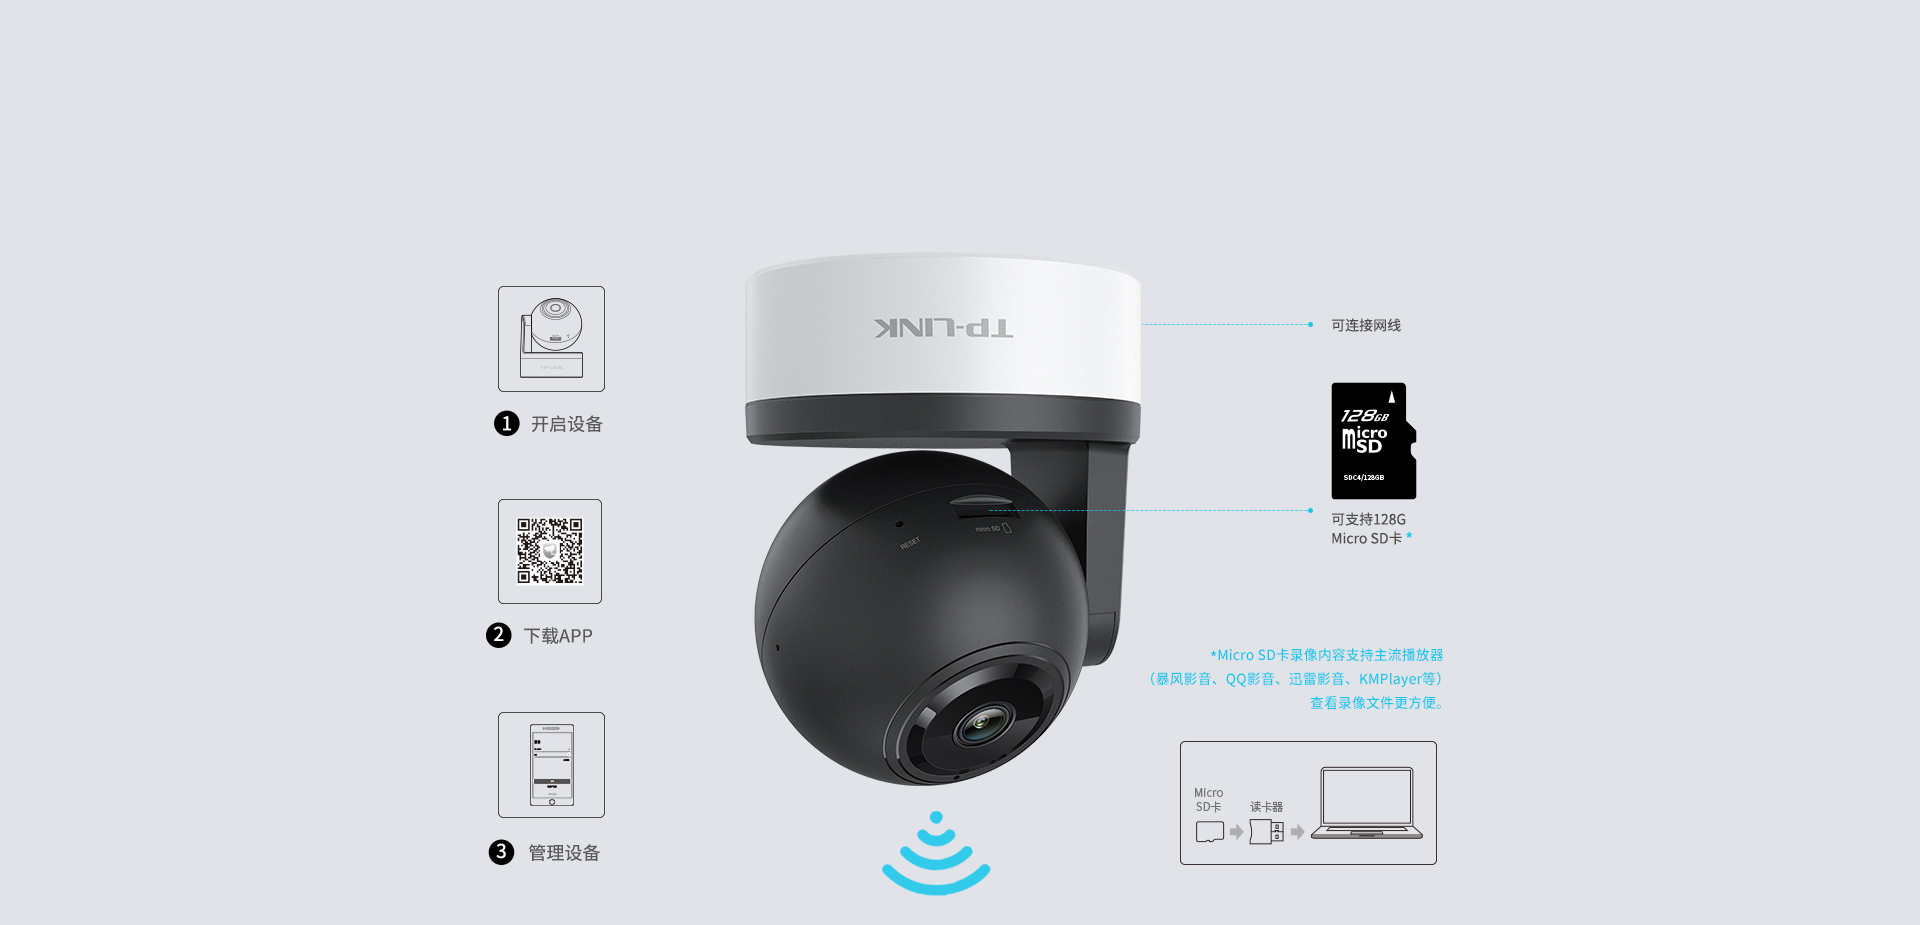 TP-LINK
1 开启设备
2 下载APP
3 管理设备
TP-LINK
RESET
micro SD
可连接网线
128GB
micro
SD
SDC4/128GB
可支持128G
Micro SD卡 *
*Micro SD卡录像内容支持主流播放器
（暴风影音、QQ影音、迅雷影音、KMPlayer等）
查看录像文件更方便。
Micro
SD卡
读卡器